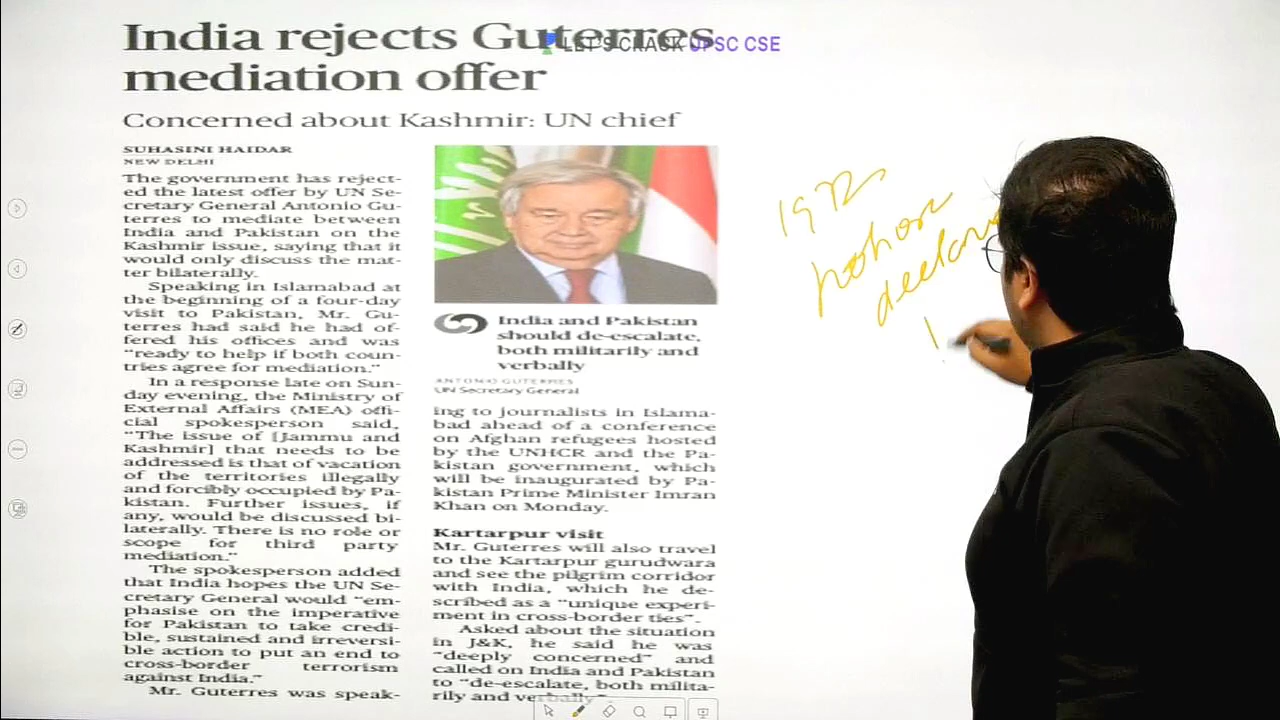 India rejects Guterres
mediation offer
LET'S CRACK UPSC CSE
Concerned about Kashmir: UN chief
SUHASINI HAIDAR
NEW DELHI
The government has reject-
ed the latest offer by UN Se-
cretary General Antonio Gu-
terres to mediate between
India and Pakistan on the
Kashmir issue, saying that it
would only discuss the mat-
ter bilaterally.
Speaking in Islamabad at
the beginning of a four-day
visit to Pakistan, Mr. Gu-
terres had said he had of-
fered his offices and was
"ready to help if both coun-
tries agree for mediation."
In a response late on Sun-
day evening, the Ministry of
External Affairs (MEA) offi-
cial spokesperson said,
"The issue of [Jammu and
Kashmir] that needs to be
addressed is that of vacation
of the territories illegally
and forcibly occupied by Pa-
kistan. Further issues, if
any, would be discussed bi-
laterally. There is no role or
scope for third party
mediation."
The spokesperson added
that India hopes the UN Se-
cretary General would "em-
phasise on the imperative
for Pakistan to take credi-
ble, sustained and irreversi-
ble action to put an end to
cross-border terrorism
against India."
Mr. Guterres was speak-
India and Pakistan
should de-escalate,
both militarily and
verbally
ANTONIO GUTERRES
UN Secretary General
ing to journalists in Islama-
bad ahead of a conference
on Afghan refugees hosted
by the UNHCR and the Pa-
kistan government, which
will be inaugurated by Pa-
kistan Prime Minister Imran
Khan on Monday.
Kartarpur visit
Mr. Guterres will also travel
to the Kartarpur gurudwara
and see the pilgrim corridor
with India, which he de-
scribed as a "unique experi-
ment in cross-border ties".
Asked about the situation
in J&K, he said he was
"deeply concerned" and
called on India and Pakistan
to "de-escalate, both milita-
rily and verbally".
1972